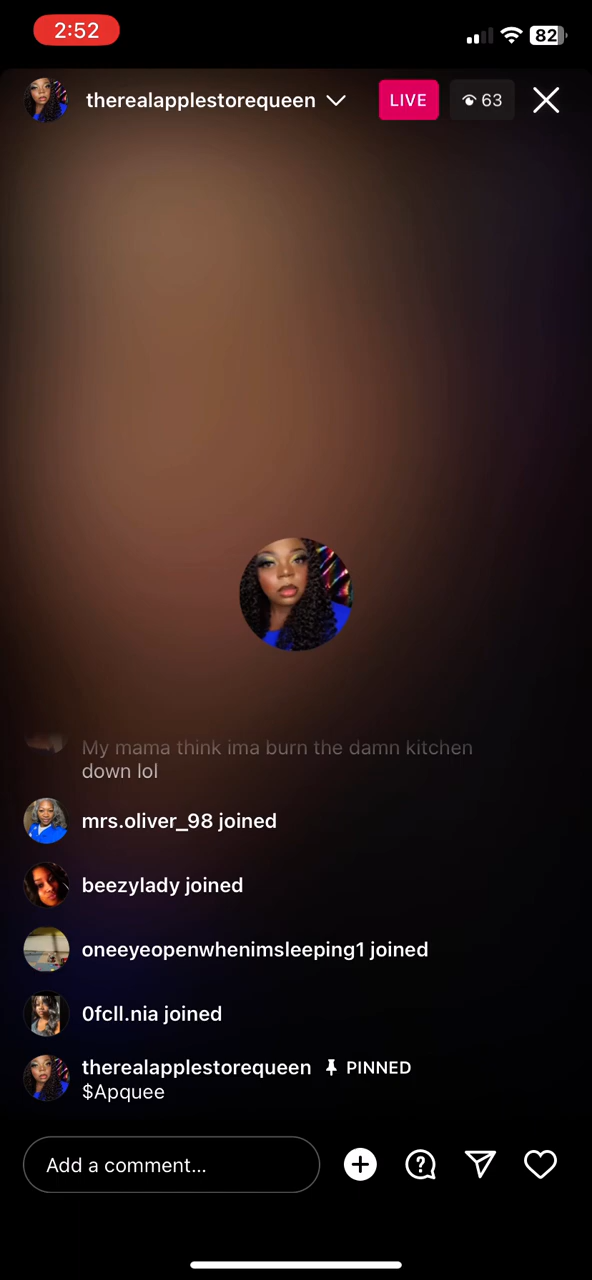 2:52
82
therealapplestorequeen
LIVE
63
My mama think ima burn the damn kitchen
down lol
mrs.oliver_98 joined
beezylady joined
oneeyeopenwhenimsleeping1 joined
0fcll.nia joined
therealapplestorequeen PINNED
$Apquee
Add a comment...